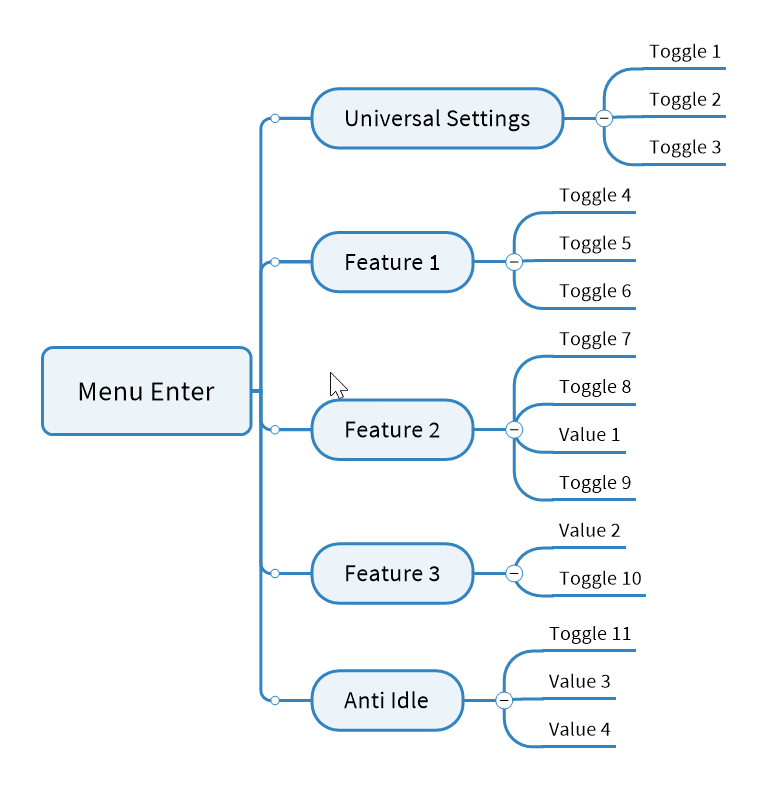 Menu Enter
Universal Settings
Toggle 1
Toggle 2
Toggle 3
Feature 1
Toggle 4
Toggle 5
Toggle 6
Feature 2
Toggle 7
Toggle 8
Value 1
Toggle 9
Feature 3
Value 2
Toggle 10
Anti Idle
Toggle 11
Value 3
Value 4